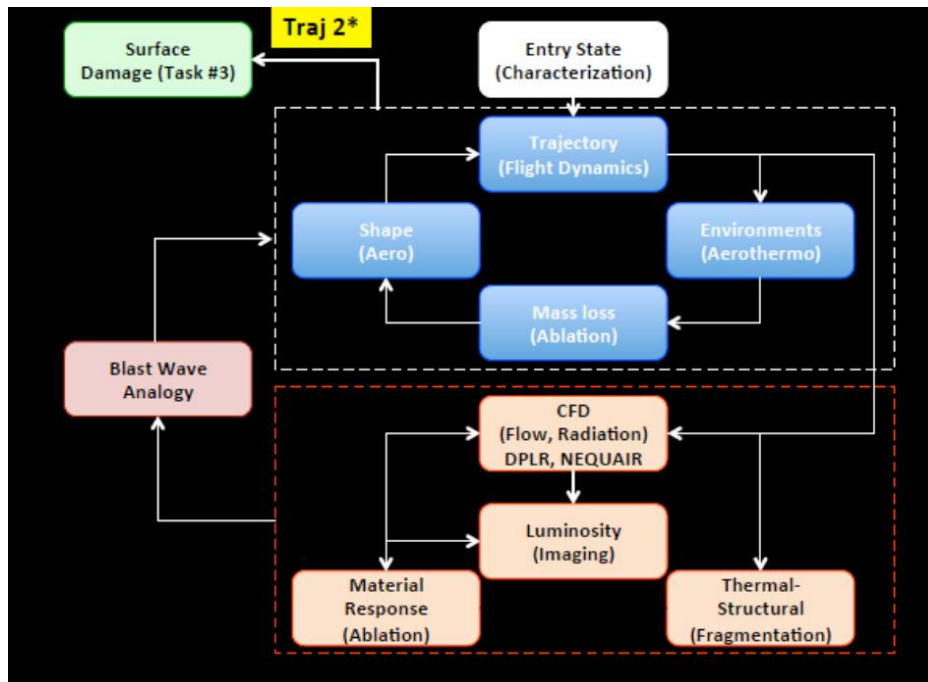 Traj 2*
Surface
Damage (Task #3)
Entry State
(Characterization)
Trajectory
(Flight Dynamics)
Shape
(Aero)
Environments
(Aerothermo)
Mass loss
(Ablation)
Blast Wave
Analogy
CFD
(Flow, Radiation)
DPLR, NEQUAIR
Luminosity
(Imaging)
Material
Response
(Ablation)
Thermal-
Structural
(Fragmentation)